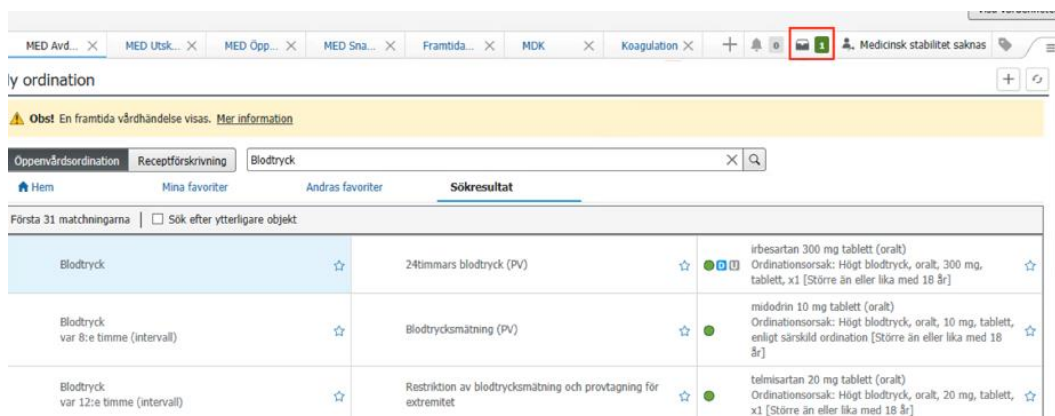 MED Avd... MED Utsk... MED Öpp... MED Sna... Framtida... MDK Koagulation 0 1 Medicinsk stabilitet saknas
ly ordination
Obs! En framtida vårdhändelse visas. Mer information
Öppenvårdsordination Receptförskrivning Blodtryck
Hem Mina favoriter Andras favoriter Sökresultat
Första 31 matchningarna Sök efter ytterligare objekt
Blodtryck
24timmars blodtryck (PV)
irbesartan 300 mg tablett (oralt)
Ordinationsorsak: Högt blodtryck, oralt, 300 mg,
tablett, x1 [Större än eller lika med 18 år]
Blodtryck
var 8:e timme (intervall)
Blodtrycksmätning (PV)
midodrin 10 mg tablett (oralt)
Ordinationsorsak: Högt blodtryck, oralt, 10 mg, tablett,
enligt särskild ordination [Större än eller lika med 18
år]
Blodtryck
var 12:e timme (intervall)
Restriktion av blodtrycksmätning och provtagning för
extremitet
telmisartan 20 mg tablett (oralt)
Ordinationsorsak: Högt blodtryck, oralt, 20 mg, tablett,
x1 [Större än eller lika med 18 år]